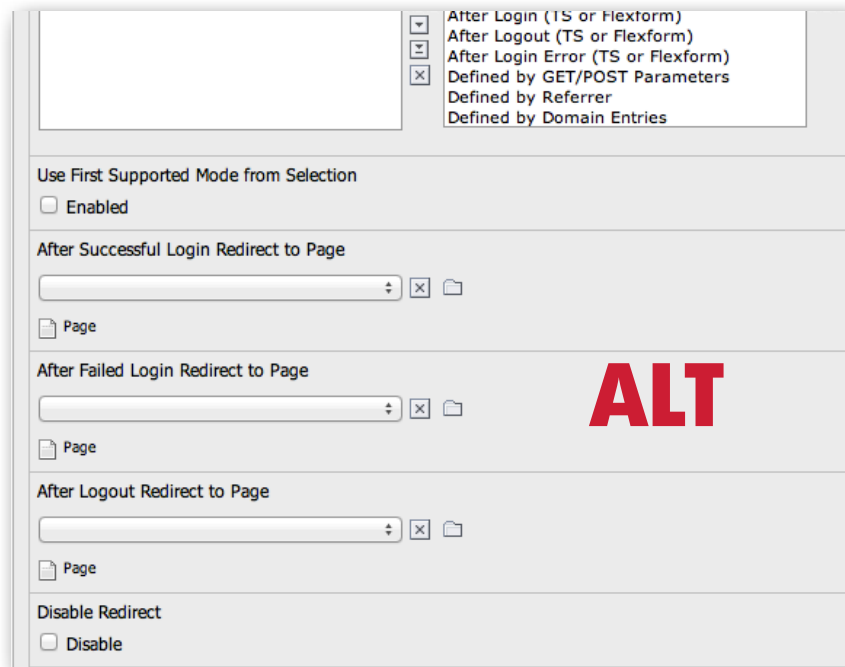 After Login (TS or Flexform)
After Logout (TS or Flexform)
After Login Error (TS or Flexform)
Defined by GET/POST Parameters
Defined by Referrer
Defined by Domain Entries
Use First Supported Mode from Selection
Enabled
After Successful Login Redirect to Page
Page
After Failed Login Redirect to Page
ALT
Page
After Logout Redirect to Page
Page
Disable Redirect
Disable